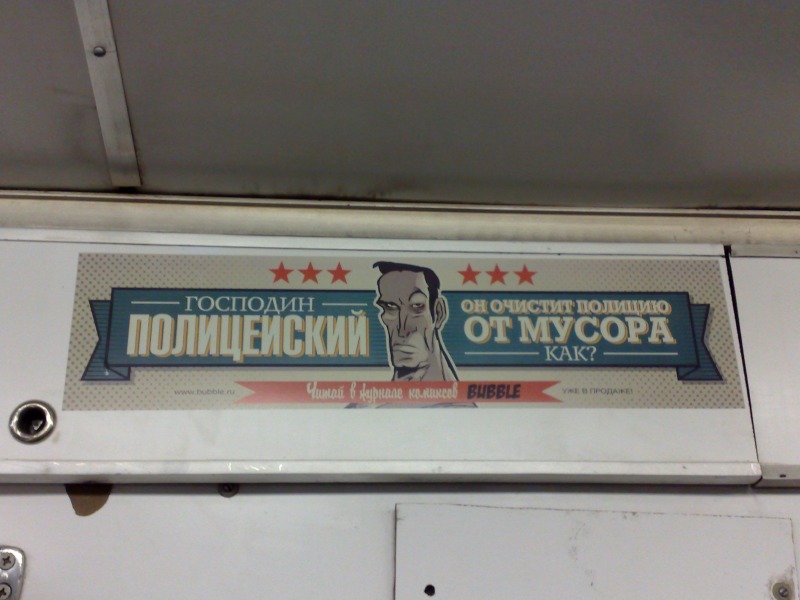 ГОСПОДИН
ПОЛИЦЕЙСКИЙ
ОН ОЧИСТИТ ПОЛИЦИЮ
ОТ МУСОРА
КАК?
www.bubble.ru
Читай в журнале комиксов BUBBLE
УЖЕ В ПРОДАЖЕ!